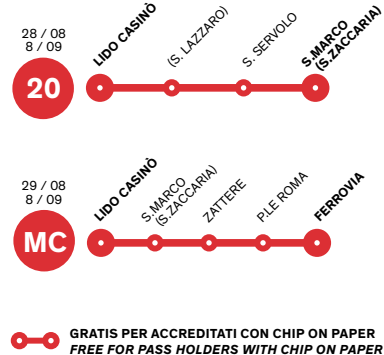 28 / 08
8 / 09
20
LIDO CASINÒ
(S. LAZZARO)
S. SERVOLO
S.MARCO
(S.ZACCARIA)
29 / 08
8 / 09
MC
LIDO CASINÒ
S.MARCO
(S.ZACCARIA)
ZATTERE
P.LE ROMA
FERROVIA
GRATIS PER ACCREDITATI CON CHIP ON PAPER
FREE FOR PASS HOLDERS WITH CHIP ON PAPER